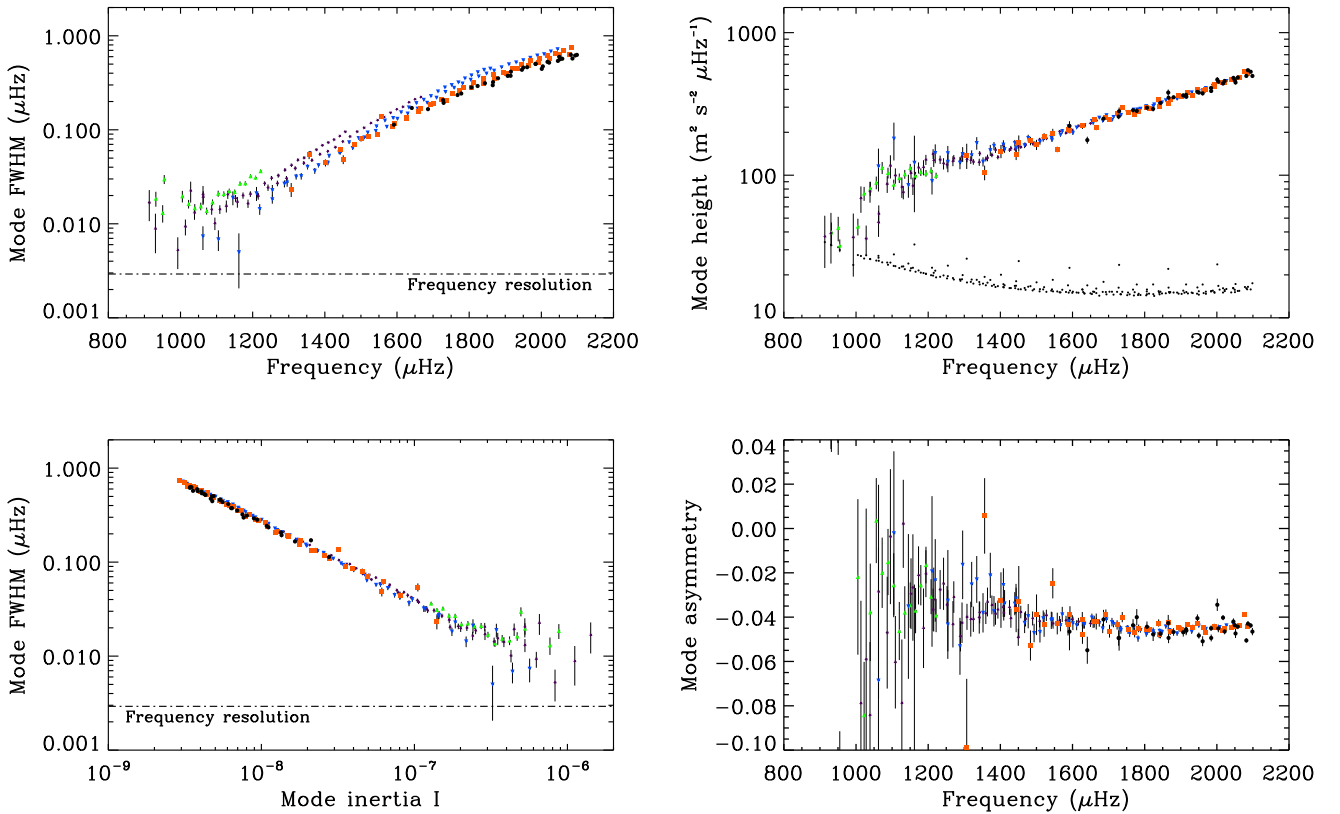 1.000
0.100
0.010
0.001
Mode FWHM (μHz)
Frequency resolution
800 1000 1200 1400 1600 1800 2000 2200
Frequency (μHz)
1000
100
10
Mode height (m² s⁻² μHz⁻¹)
800 1000 1200 1400 1600 1800 2000 2200
Frequency (μHz)
1.000
0.100
0.010
0.001
Mode FWHM (μHz)
Frequency resolution
10⁻⁹ 10⁻⁸ 10⁻⁷ 10⁻⁶
Mode inertia I
0.04
0.02
0.00
−0.02
−0.04
−0.06
−0.08
−0.10
Mode asymmetry
800 1000 1200 1400 1600 1800 2000 2200
Frequency (μHz)